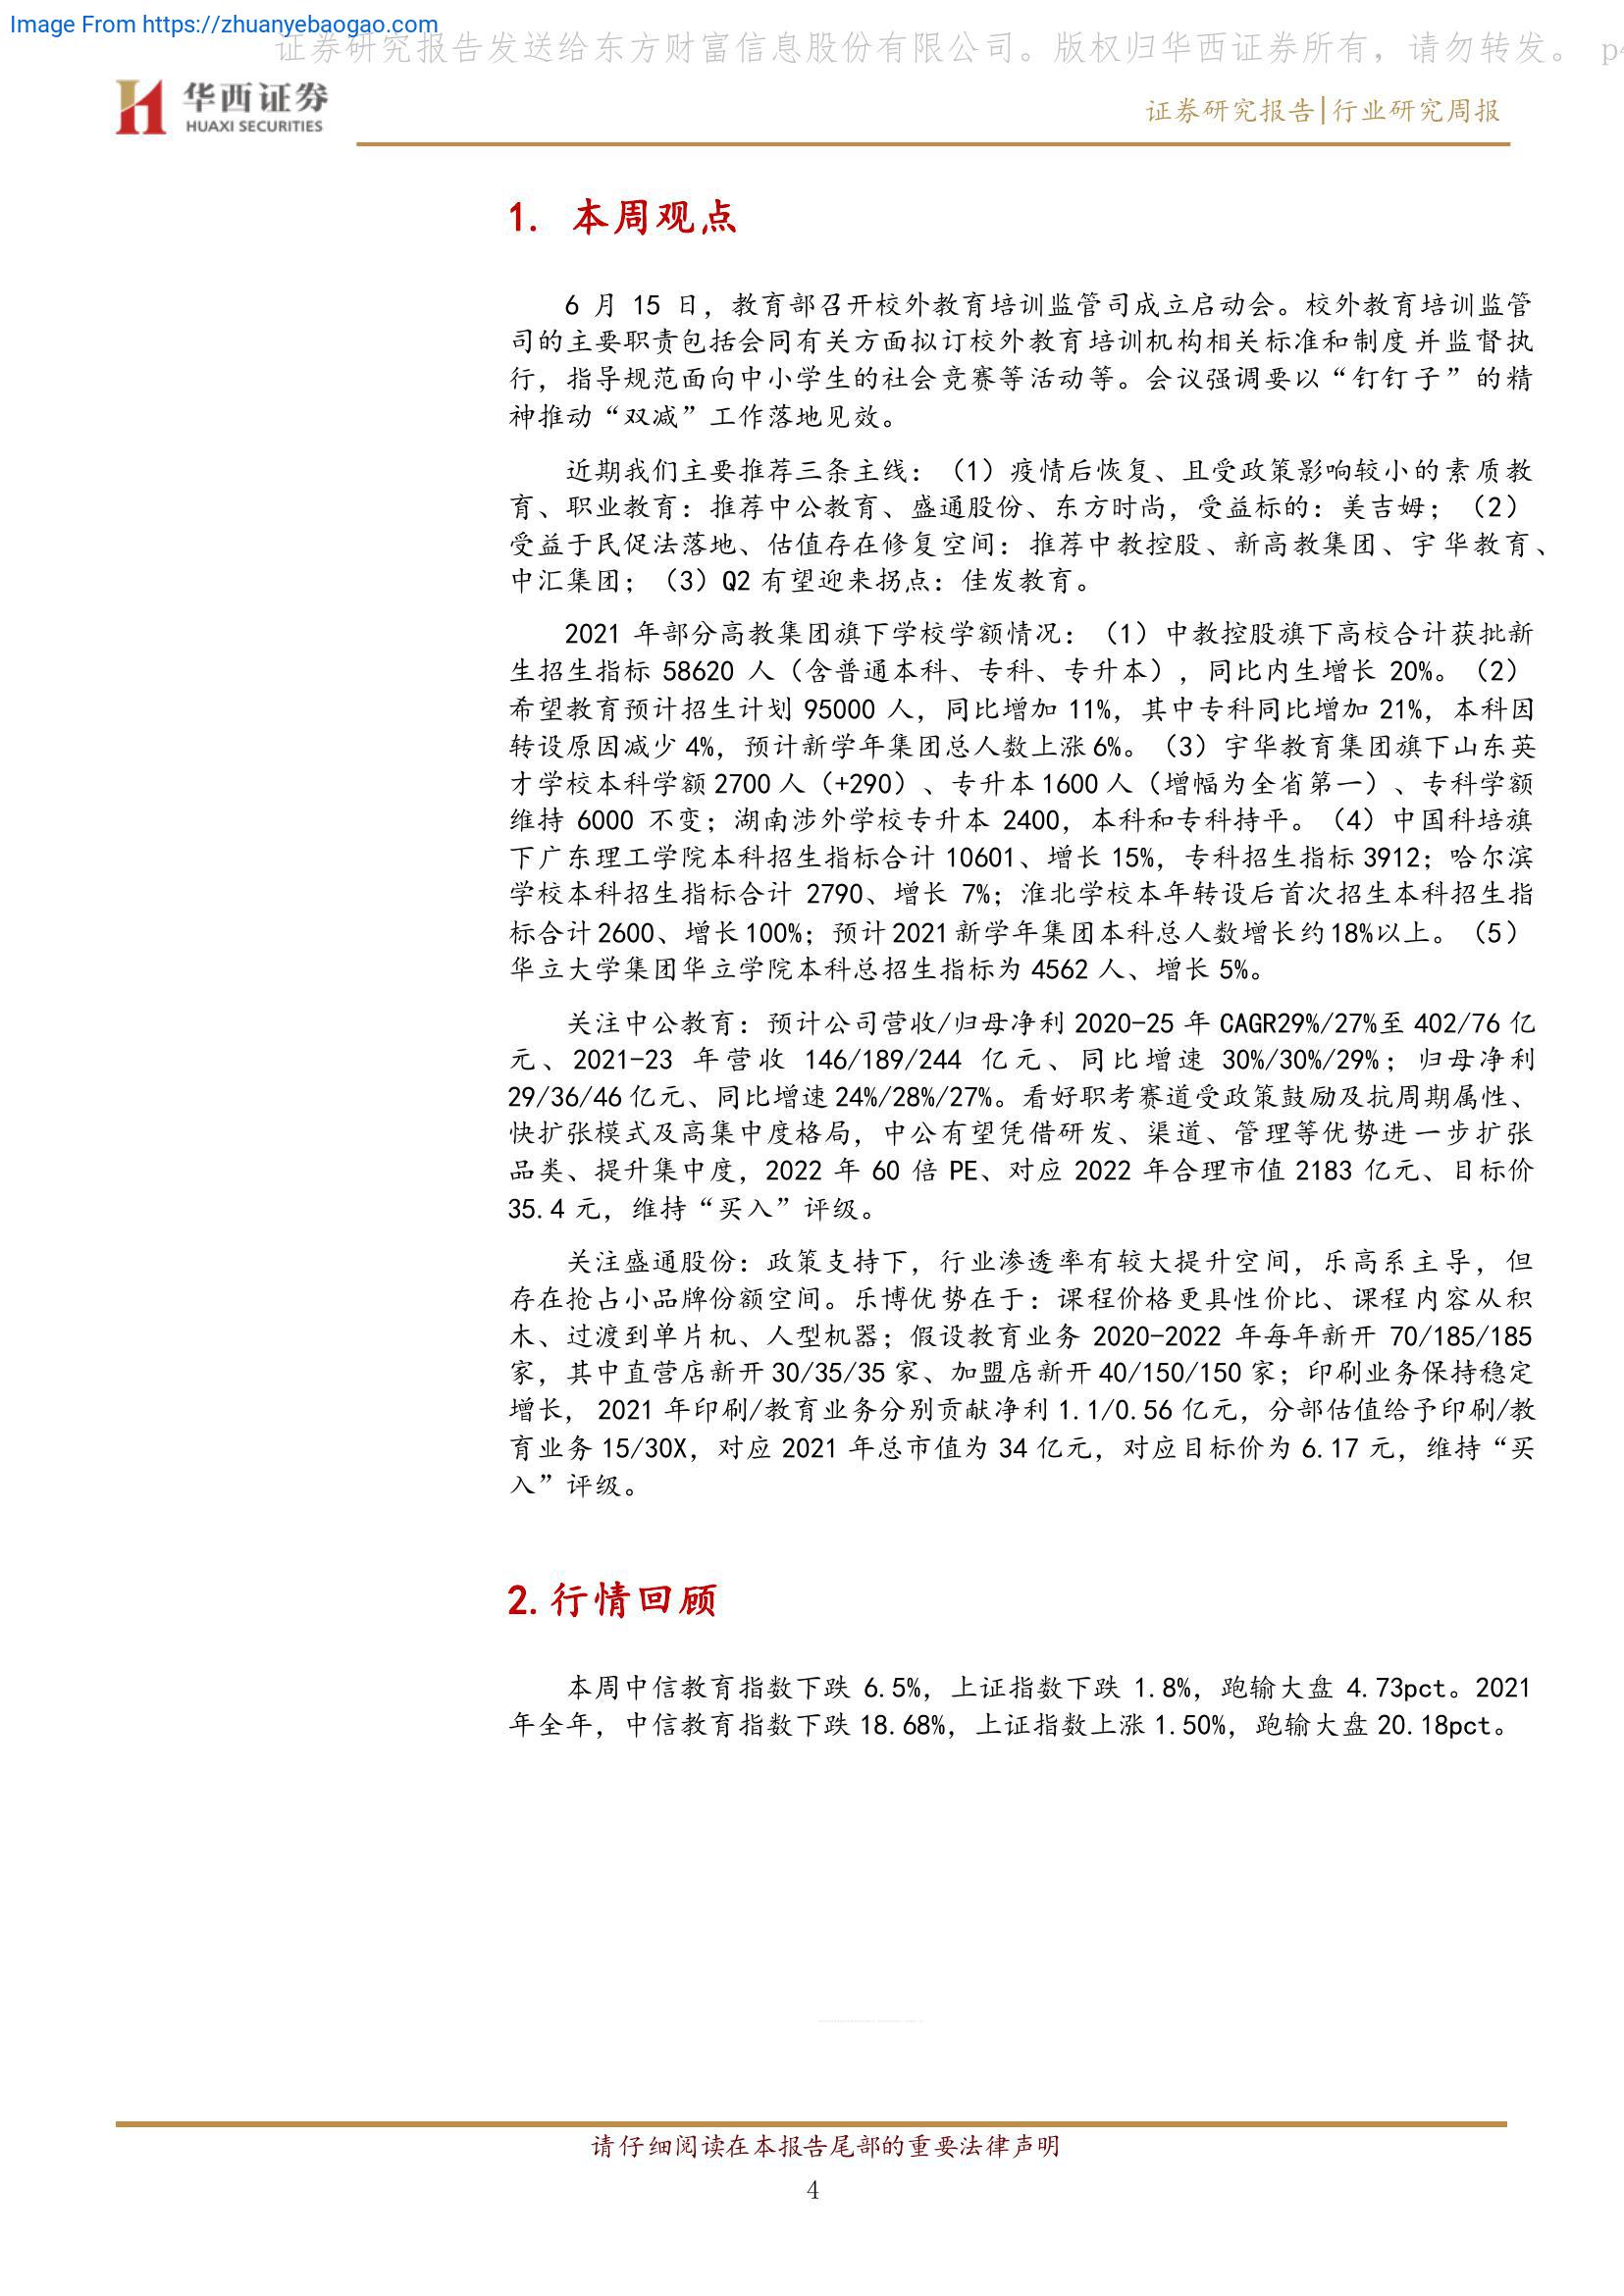 Image From https://zhuanyebaogao.com
证券研究报告发送给东方财富信息股份有限公司。版权归华西证券所有，请勿转发。 p4
华西证券
HUAXI SECURITIES
证券研究报告|行业研究周报
1. 本周观点
6 月 15 日，教育部召开校外教育培训监管司成立启动会。校外教育培训监管
司的主要职责包括会同有关方面拟订校外教育培训机构相关标准和制度并监督执
行，指导规范面向中小学生的社会竞赛等活动等。会议强调要以“钉钉子”的精
神推动“双减”工作落地见效。
近期我们主要推荐三条主线：（1）疫情后恢复、且受政策影响较小的素质教
育、职业教育：推荐中公教育、盛通股份、东方时尚，受益标的：美吉姆；（2）
受益于民促法落地、估值存在修复空间：推荐中教控股、新高教集团、宇华教育、
中汇集团；（3）Q2 有望迎来拐点：佳发教育。
2021 年部分高教集团旗下学校学额情况：（1）中教控股旗下高校合计获批新
生招生指标 58620 人（含普通本科、专科、专升本），同比内生增长 20%。（2）
希望教育预计招生计划 95000 人，同比增加 11%，其中专科同比增加 21%，本科因
转设原因减少 4%，预计新学年集团总人数上涨 6%。（3）宇华教育集团旗下山东英
才学校本科学额 2700 人（+290）、专升本 1600 人（增幅为全省第一）、专科学额
维持 6000 不变；湖南涉外学校专升本 2400，本科和专科持平。（4）中国科培旗
下广东理工学院本科招生指标合计 10601、增长 15%，专科招生指标 3912；哈尔滨
学校本科招生指标合计 2790、增长 7%；淮北学校本年转设后首次招生本科招生指
标合计 2600、增长 100%；预计 2021 新学年集团本科总人数增长约 18%以上。（5）
华立大学集团华立学院本科总招生指标为 4562 人、增长 5%。
关注中公教育：预计公司营收/归母净利 2020-25 年 CAGR29%/27%至 402/76 亿
元、2021-23 年营收 146/189/244 亿元、同比增速 30%/30%/29%；归母净利
29/36/46 亿元、同比增速 24%/28%/27%。看好职考赛道受政策鼓励及抗周期属性、
快扩张模式及高集中度格局，中公有望凭借研发、渠道、管理等优势进一步扩张
品类、提升集中度，2022 年 60 倍 PE、对应 2022 年合理市值 2183 亿元、目标价
35.4 元，维持“买入”评级。
关注盛通股份：政策支持下，行业渗透率有较大提升空间，乐高系主导，但
存在抢占小品牌份额空间。乐博优势在于：课程价格更具性价比、课程内容从积
木、过渡到单片机、人型机器；假设教育业务 2020-2022 年每年新开 70/185/185
家，其中直营店新开 30/35/35 家、加盟店新开 40/150/150 家；印刷业务保持稳定
增长， 2021 年印刷/教育业务分别贡献净利 1.1/0.56 亿元，分部估值给予印刷/教
育业务 15/30X，对应 2021 年总市值为 34 亿元，对应目标价为 6.17 元，维持“买
入”评级。
2.行情回顾
本周中信教育指数下跌 6.5%，上证指数下跌 1.8%，跑输大盘 4.73pct。2021
年全年，中信教育指数下跌 18.68%，上证指数上涨 1.50%，跑输大盘 20.18pct。
请仔细阅读在本报告尾部的重要法律声明
4